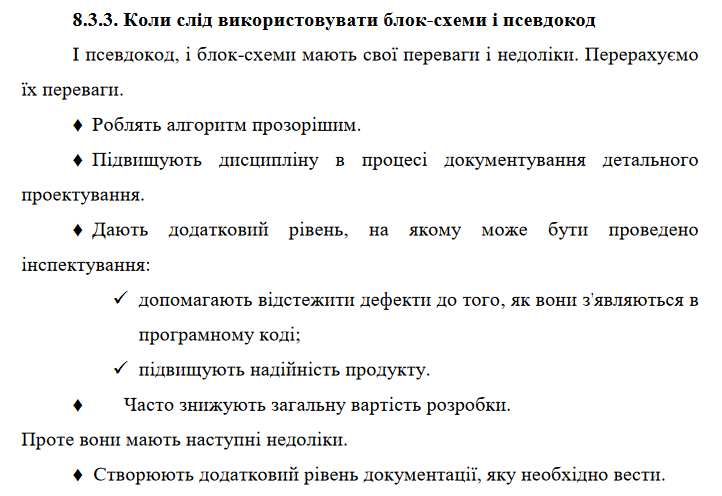 8.3.3. Коли слід використовувати блок-схеми і псевдокод
І псевдокод, і блок-схеми мають свої переваги і недоліки. Перерахуємо
їх переваги.
♦ Роблять алгоритм прозорішим.
♦ Підвищують дисципліну в процесі документування детального
проектування.
♦ Дають додатковий рівень, на якому може бути проведено
інспектування:
✓ допомагають відстежити дефекти до того, як вони з'являються в
програмному коді;
✓ підвищують надійність продукту.
♦ Часто знижують загальну вартість розробки.
Проте вони мають наступні недоліки.
♦ Створюють додатковий рівень документації, яку необхідно вести.